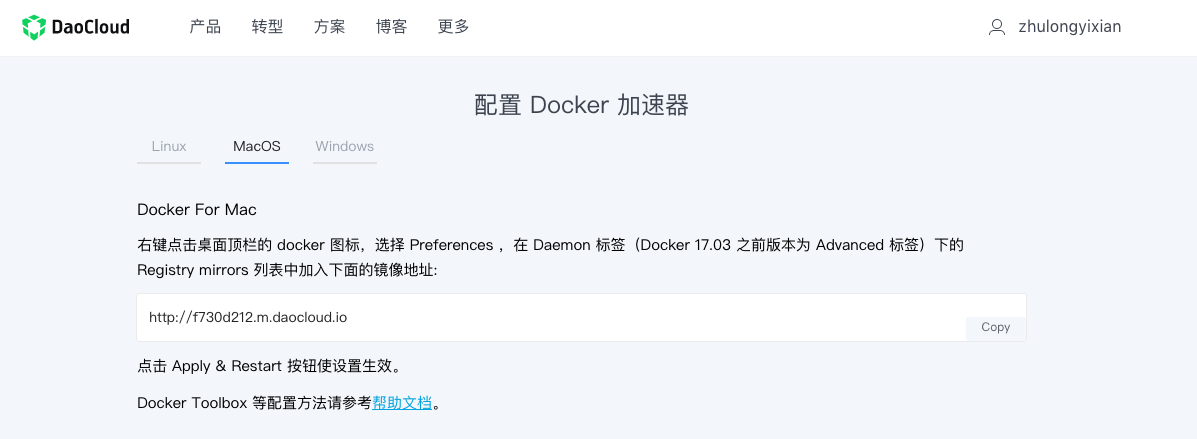 DaoCloud 产品 转型 方案 博客 更多 zhulongyixian
配置 Docker 加速器
Linux MacOS Windows
Docker For Mac
右键点击桌面顶栏的 docker 图标，选择 Preferences ，在 Daemon 标签（Docker 17.03 之前版本为 Advanced 标签）下的
Registry mirrors 列表中加入下面的镜像地址:
http://f730d212.m.daocloud.io
Copy
点击 Apply & Restart 按钮使设置生效。
Docker Toolbox 等配置方法请参考帮助文档。